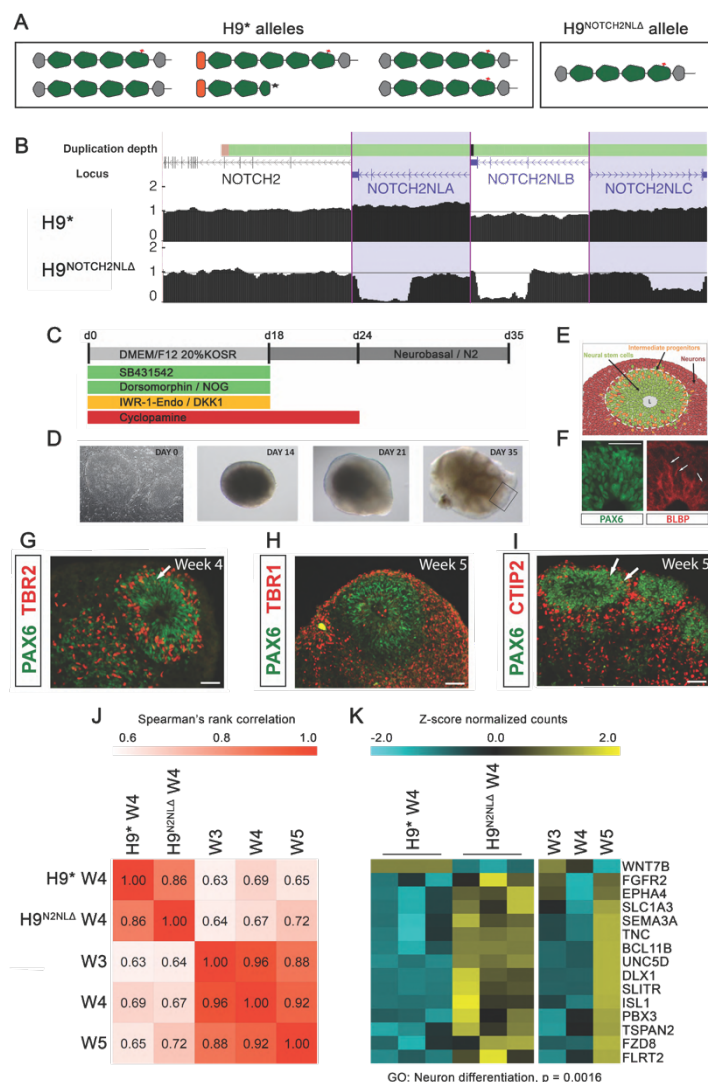 A
H9* alleles
H9NOTCH2NLΔ allele
*
B
Duplication depth
Locus
NOTCH2
NOTCH2NLA
NOTCH2NLB
NOTCH2NLC
2
H9*
1
0
2
H9NOTCH2NLΔ
1
0
C
d0
d18
d24
d35
DMEM/F12 20%KOSR
Neurobasal / N2
SB431542
Dorsomorphin / NOG
IWR-1-Endo / DKK1
Cyclopamine
D
DAY 0
DAY 14
DAY 21
DAY 35
E
Intermediate progenitors
Neural stem cells
Neurons
L
F
PAX6
BLBP
G
PAX6 TBR2
Week 4
H
PAX6 TBR1
Week 5
I
PAX6 CTIP2
Week 5
J
Spearman's rank correlation
0.6 0.8 1.0
H9* W4
H9N2NLΔ W4
W3
W4
W5
H9* W4 1.00 0.86 0.63 0.69 0.65
H9N2NLΔ W4 0.86 1.00 0.64 0.67 0.72
W3 0.63 0.64 1.00 0.96 0.88
W4 0.69 0.67 0.96 1.00 0.92
W5 0.65 0.72 0.88 0.92 1.00
K
Z-score normalized counts
-2.0 0.0 2.0
H9* W4
H9N2NLΔ W4
W3
W4
W5
WNT7B
FGFR2
EPHA4
SLC1A3
SEMA3A
TNC
BCL11B
UNC5D
DLX1
SLITR
ISL1
PBX3
TSPAN2
FZD8
FLRT2
GO: Neuron differentiation, p = 0.0016